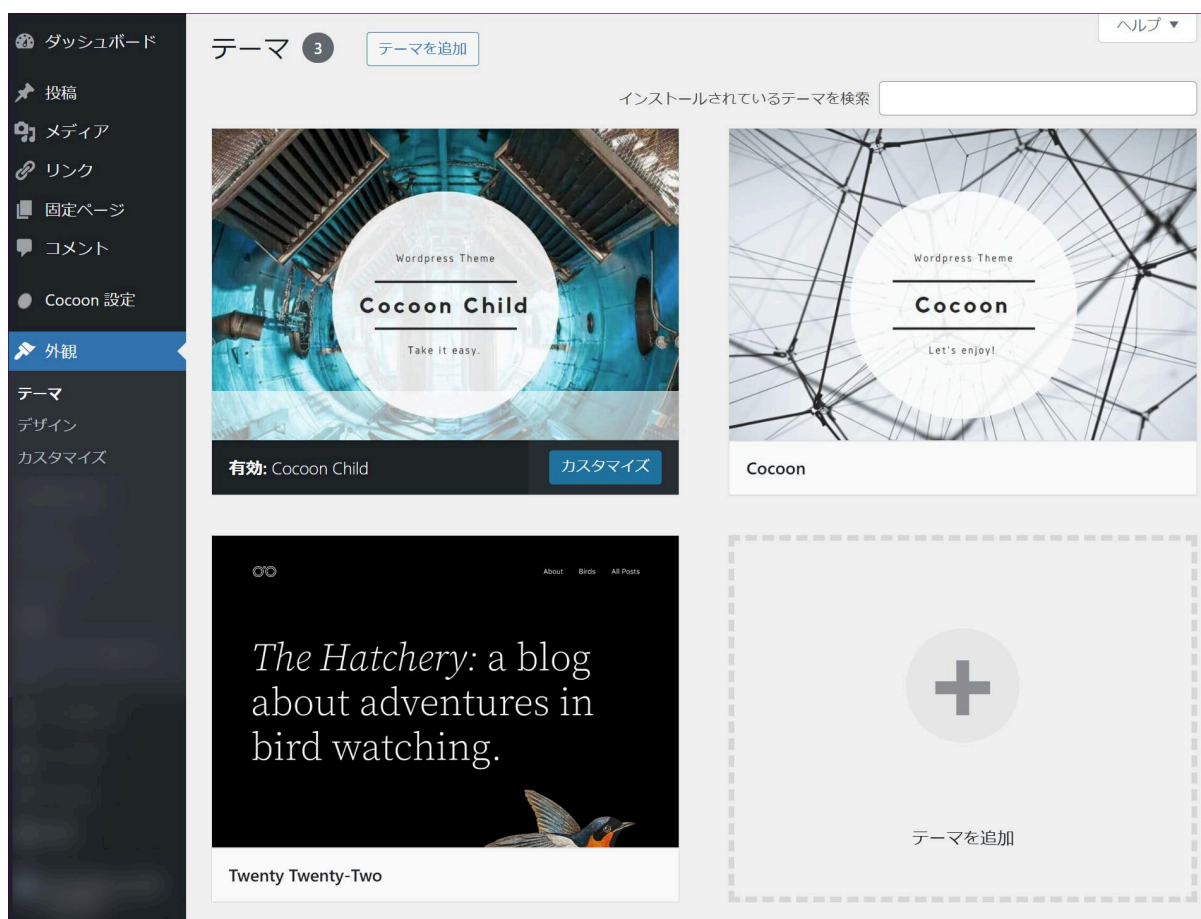 ダッシュボード
投稿
メディア
リンク
固定ページ
コメント
Cocoon 設定
外観
テーマ
デザイン
カスタマイズ
ヘルプ ▼
テーマ 3 テーマを追加
インストールされているテーマを検索
Wordpress Theme
Cocoon Child
Take it easy.
有効: Cocoon Child カスタマイズ
Wordpress Theme
Cocoon
Let's enjoy!
Cocoon
About Birds All Posts
The Hatchery: a blog
about adventures in
bird watching.
Twenty Twenty-Two
テーマを追加